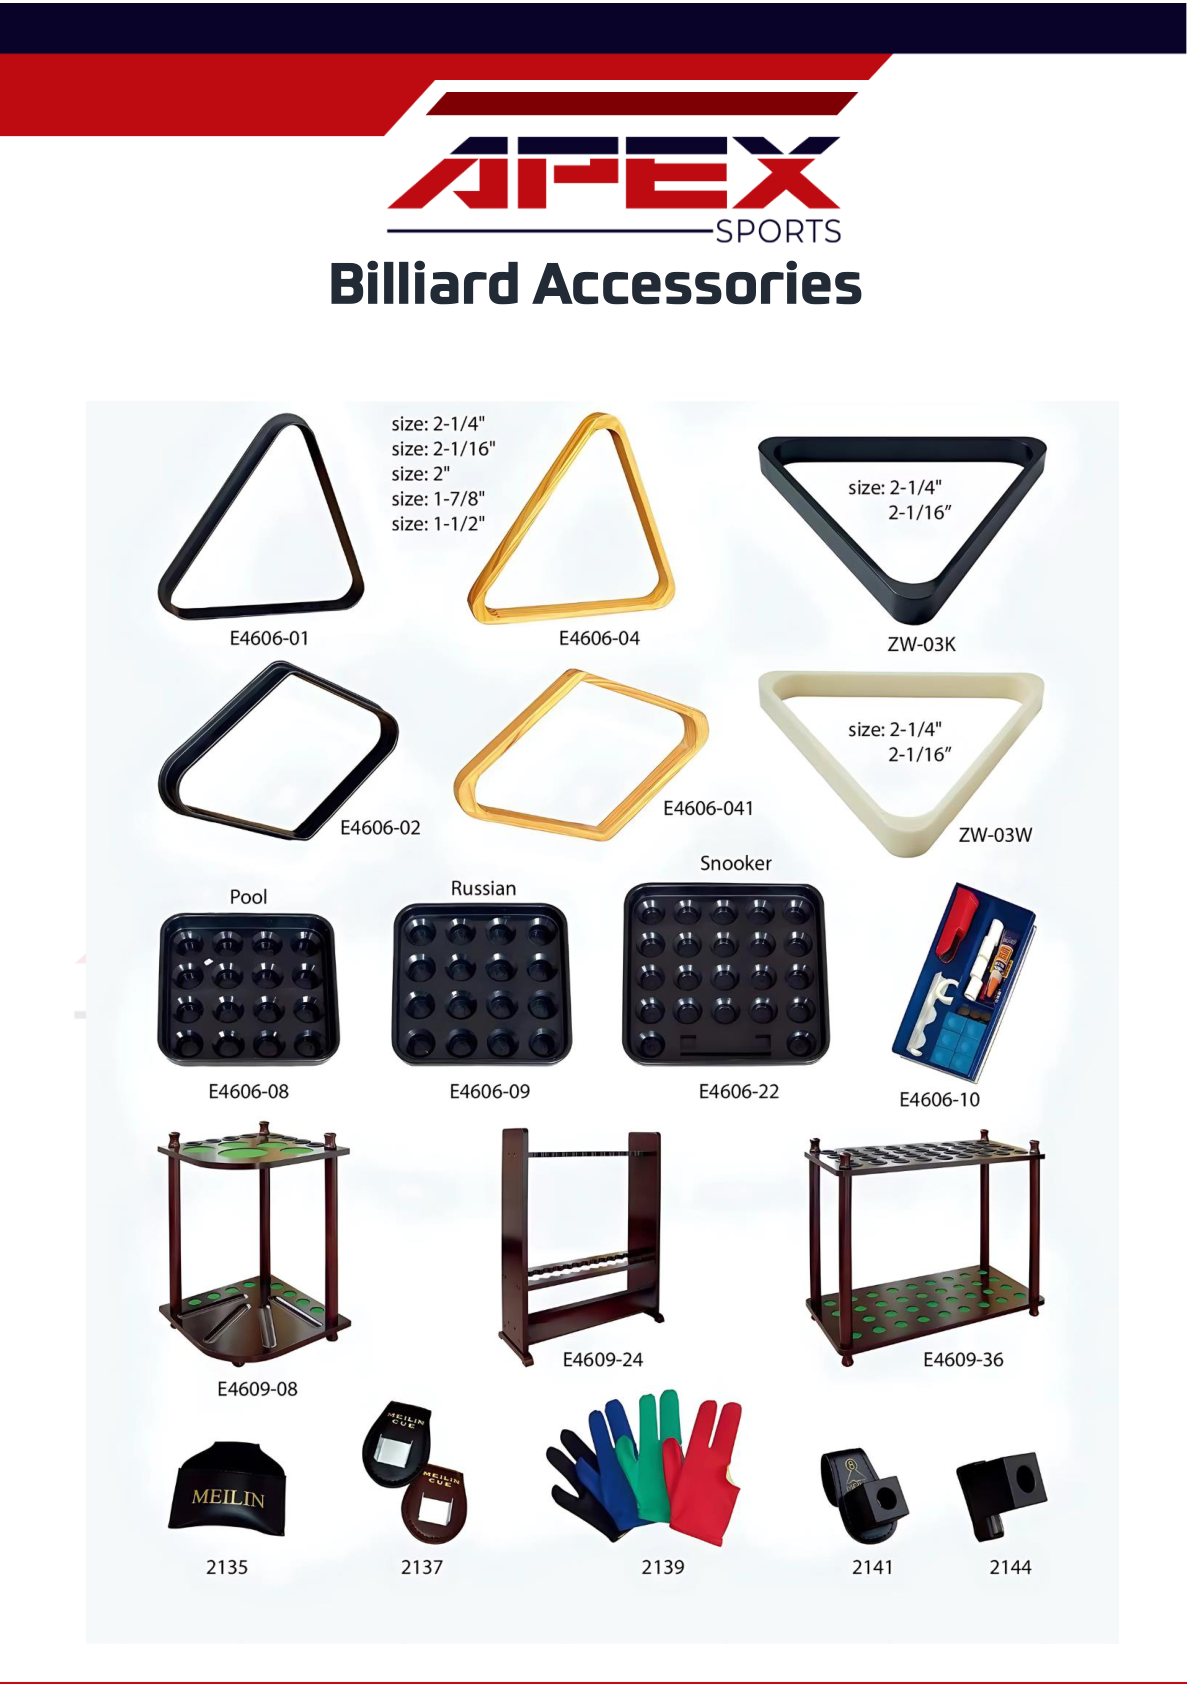 APEX
SPORTS
Billiard Accessories
size: 2-1/4"
size: 2-1/16"
size: 2"
size: 1-7/8"
size: 1-1/2"
size: 2-1/4"
2-1/16”
E4606-01
E4606-04
ZW-03K
size: 2-1/4"
2-1/16”
E4606-02
E4606-041
ZW-03W
Pool
Russian
Snooker
E4606-08
E4606-09
E4606-22
E4606-10
E4609-08
E4609-24
E4609-36
MEILIN
MEILIN
CUE
MEILIN
CUE
2135
2137
2139
2141
2144